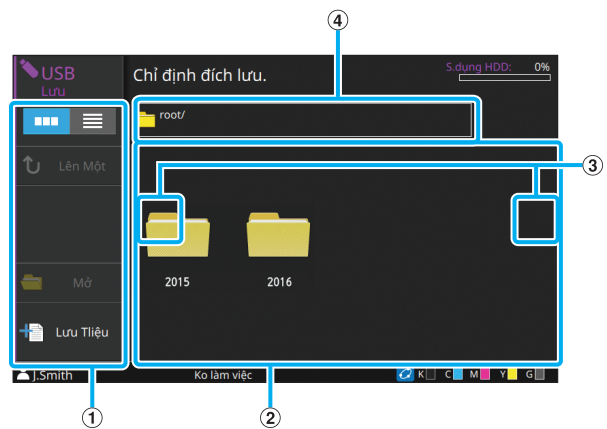 ④
USB
Lưu
Chỉ định đích lưu.
S.dụng HDD: 0%
root/
Lên Một
③
2015 2016
Mở
Lưu Tliệu
J.Smith Ko làm việc K C M Y G
① ②